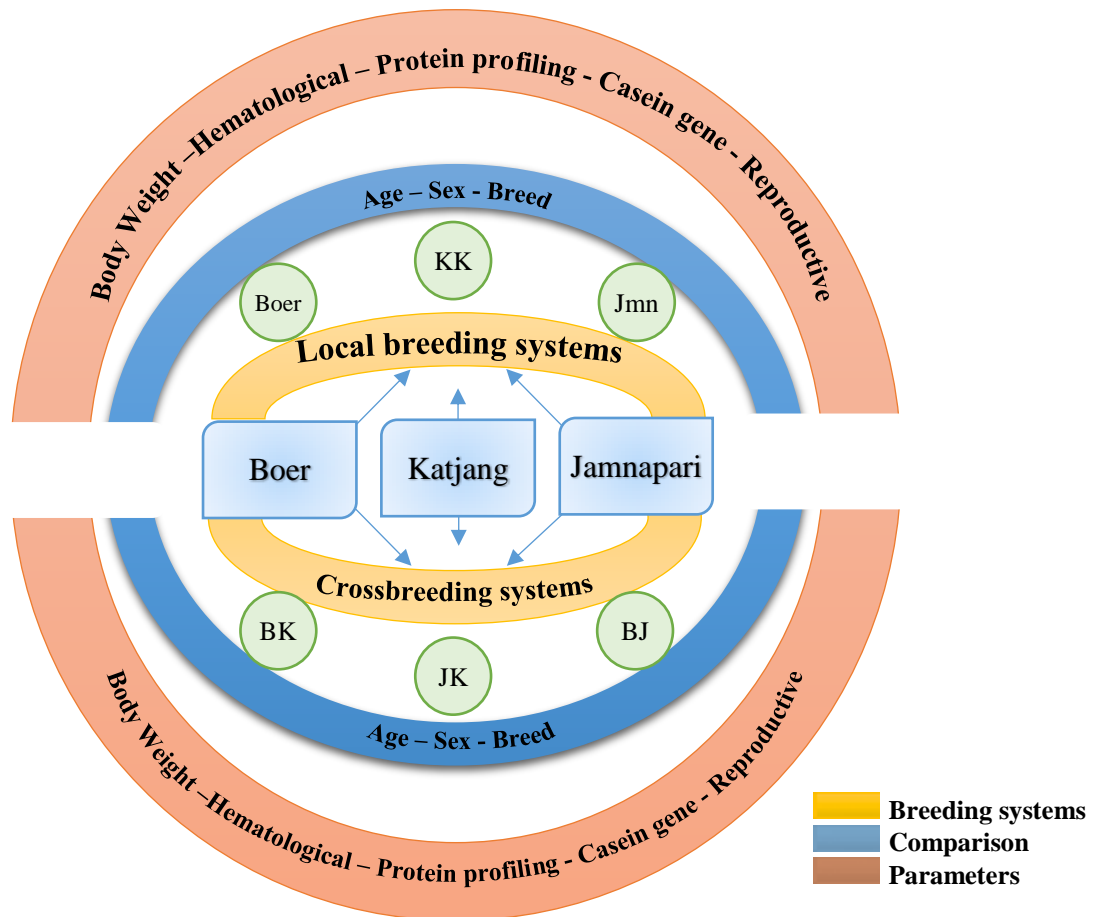 Body Weight –Hematological – Protein profiling - Casein gene - Reproductive
Age – Sex - Breed
KK
Boer
Jmn
Local breeding systems
Boer
Katjang
Jamnapari
Crossbreeding systems
BK
BJ
JK
Age – Sex - Breed
Body Weight –Hematological – Protein profiling - Casein gene - Reproductive
Breeding systems
Comparison
Parameters